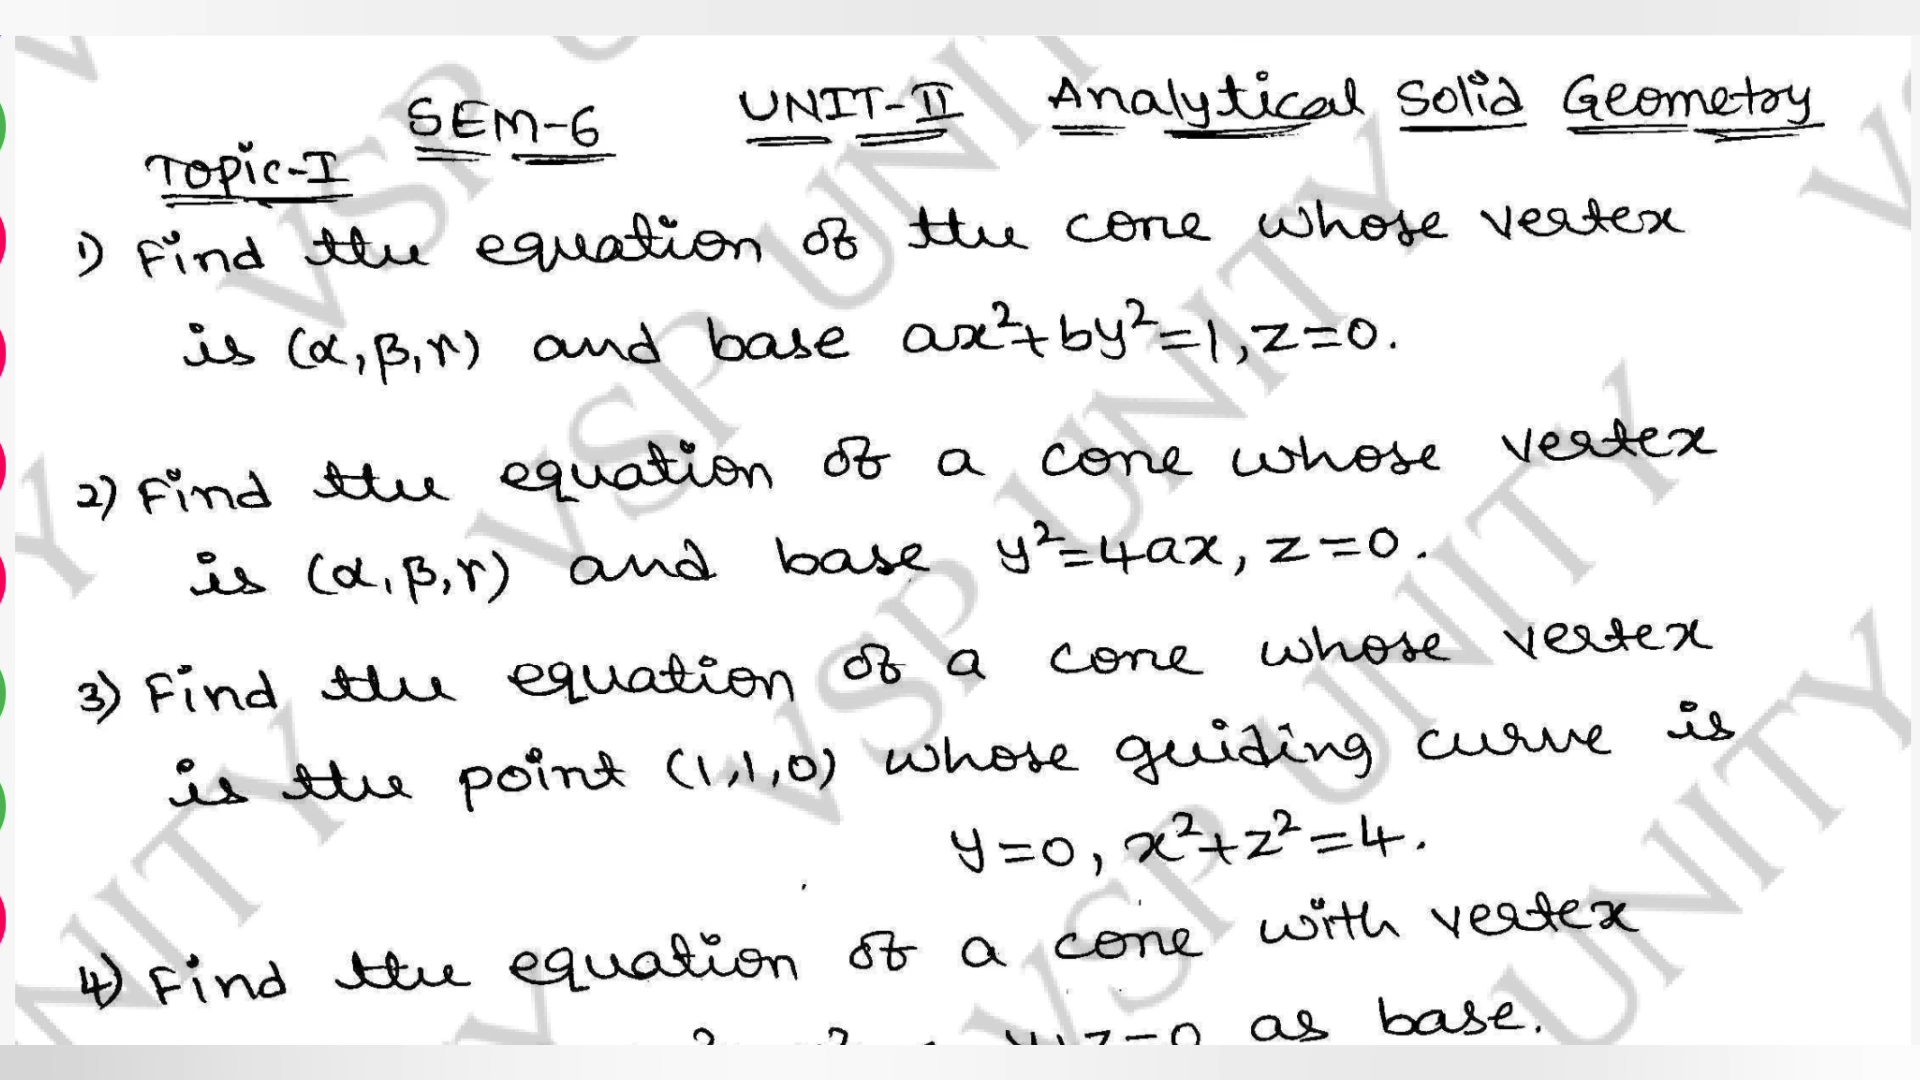 SEM-6 UNIT-II Analytical Solid Geometry
Topic-I
1) Find the equation of the cone whose vertex
is (α,β,γ) and base ax²+by²=1, z=0.
2) Find the equation of a cone whose vertex
is (α,β,γ) and base y²=4ax, z=0.
3) Find the equation of a cone whose vertex
is the point (1,1,0) whose guiding curve is
y=0, x²+z²=4.
4) Find the equation of a cone with vertex
z=0 as base.
VSP UNITY